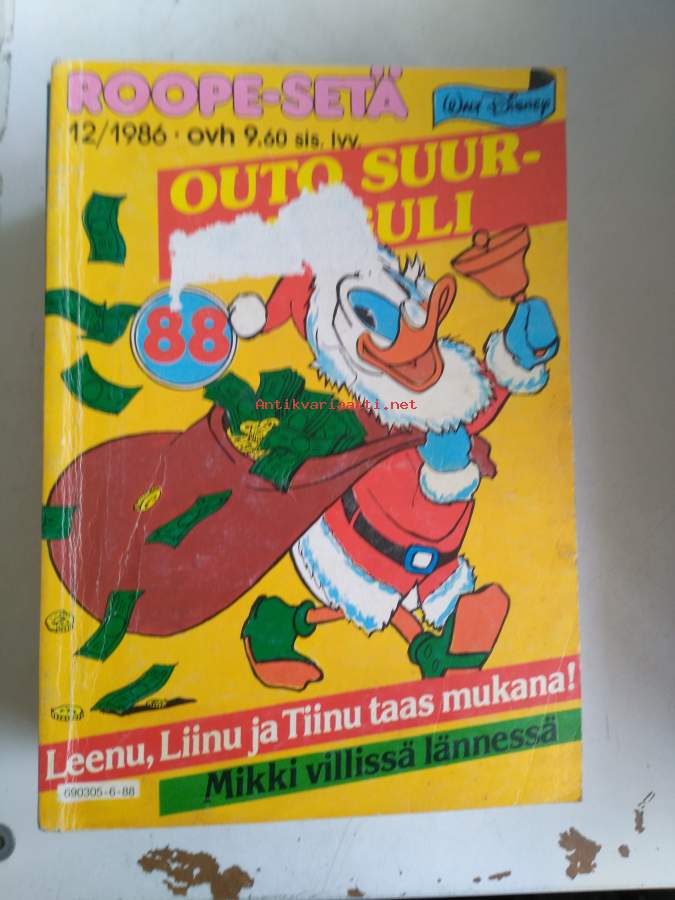 ROOPE-SETÄ
Walt Disney
12/1986 · ovh 9.60 sis. lvv.
OUTO SUUR-
88
Antikvariaatti.net
Leenu, Liinu ja Tiinu taas mukana!
Mikki villissä lännessä
690305-6-88